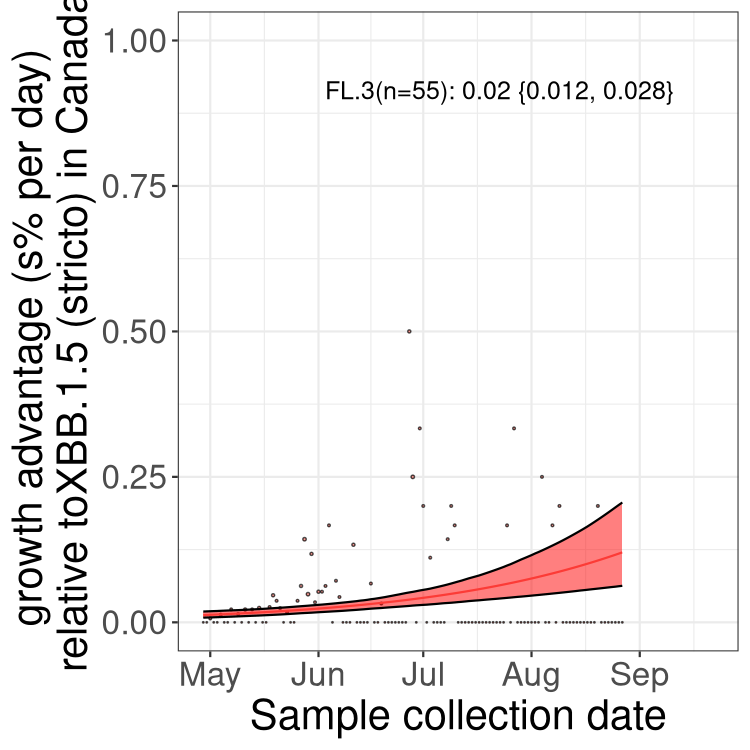 growth advantage (s% per day)
relative toXBB.1.5 (stricto) in Canada
1.00
0.75
0.50
0.25
0.00
FL.3(n=55): 0.02 {0.012, 0.028}
May Jun Jul Aug Sep
Sample collection date